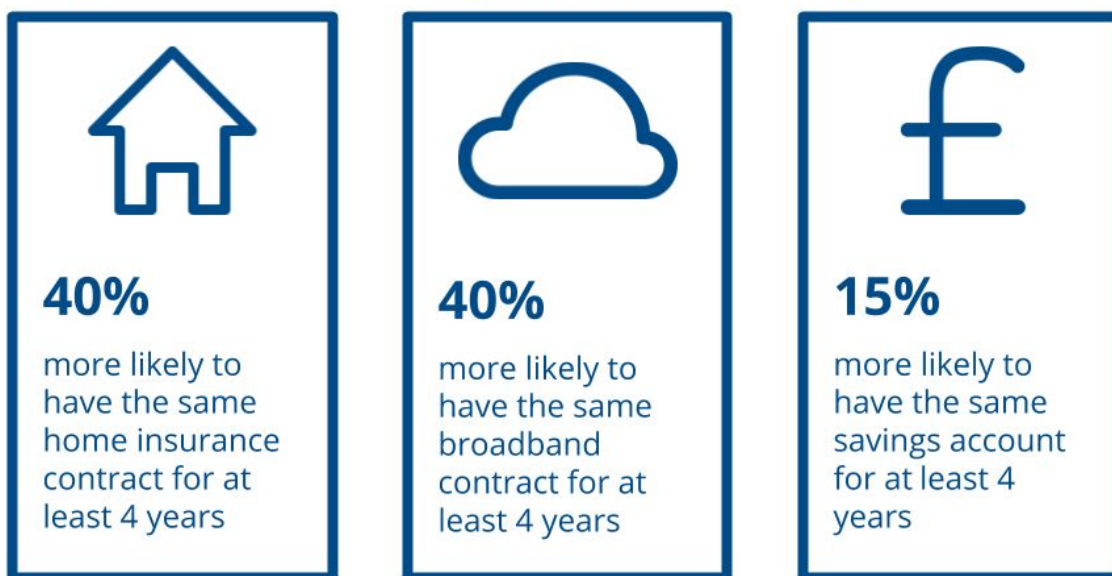 40%
more likely to
have the same
home insurance
contract for at
least 4 years
40%
more likely to
have the same
broadband
contract for at
least 4 years
£
15%
more likely to
have the same
savings account
for at least 4
years